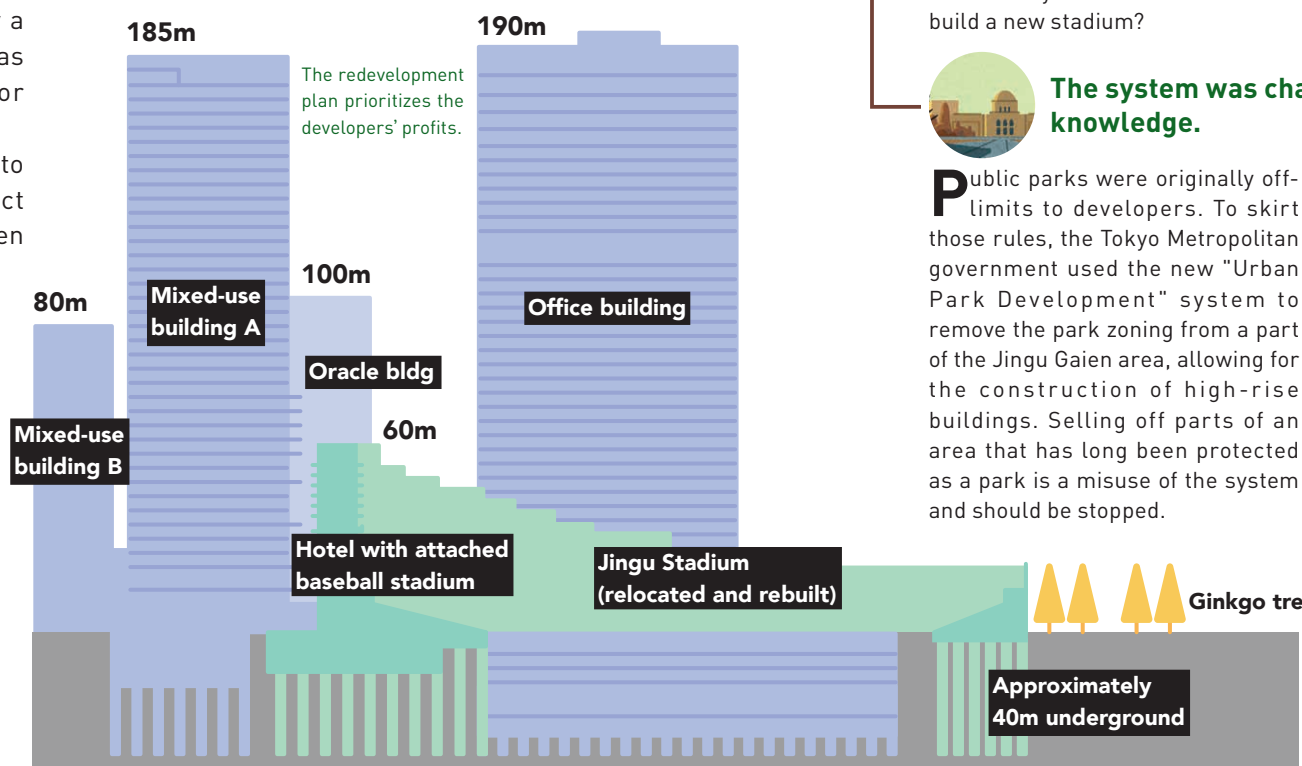 a
as
or
to
ct
en
185m
The redevelopment
plan prioritizes the
developers' profits.
190m
80m
100m
Mixed-use
building A
Office building
Oracle bldg
60m
Mixed-use
building B
Hotel with attached
baseball stadium
Jingu Stadium
(relocated and rebuilt)
Ginkgo tre
Approximately
40m underground
build a new stadium?
The system was cha
knowledge.
Public parks were originally off-
limits to developers. To skirt
those rules, the Tokyo Metropolitan
government used the new "Urban
Park Development" system to
remove the park zoning from a part
of the Jingu Gaien area, allowing for
the construction of high-rise
buildings. Selling off parts of an
area that has long been protected
as a park is a misuse of the system
and should be stopped.